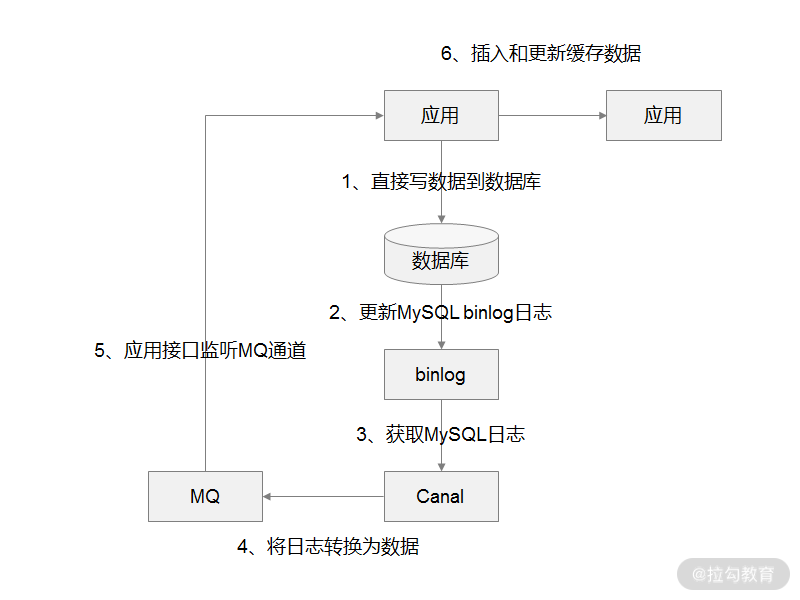 6、插入和更新缓存数据
应用
应用
1、直接写数据到数据库
数据库
2、更新MySQL binlog日志
5、应用接口监听MQ通道
binlog
3、获取MySQL日志
MQ
Canal
4、将日志转换为数据
@拉勾教育